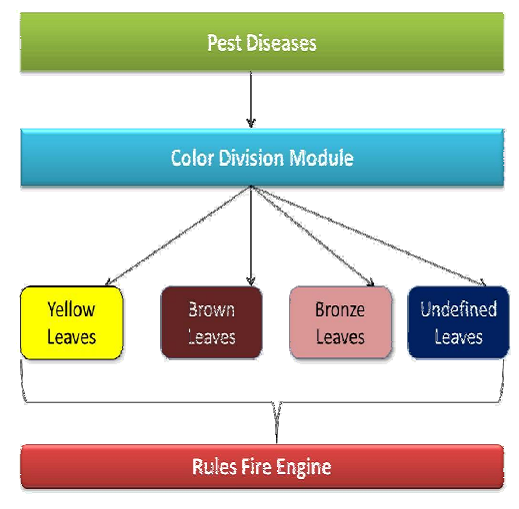 Pest Diseases
Color Division Module
Yellow
Leaves
Brown
Leaves
Bronze
Leaves
Undefined
Leaves
Rules Fire Engine